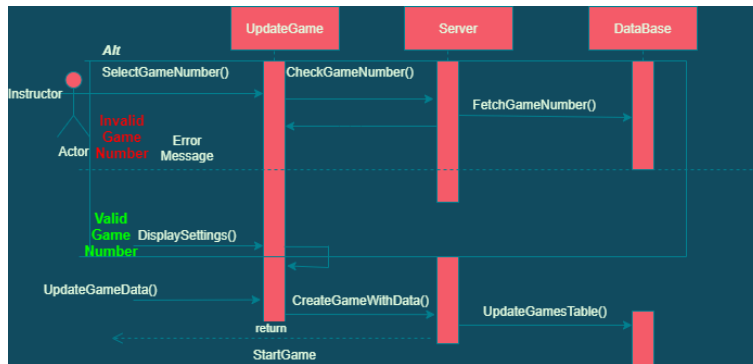 UpdateGame
Server
DataBase
Alt
SelectGameNumber()
CheckGameNumber()
Instructor
FetchGameNumber()
Invalid
Game
Number
Error
Message
Actor
Valid
Game
Number
DisplaySettings()
UpdateGameData()
CreateGameWithData()
UpdateGamesTable()
return
StartGame